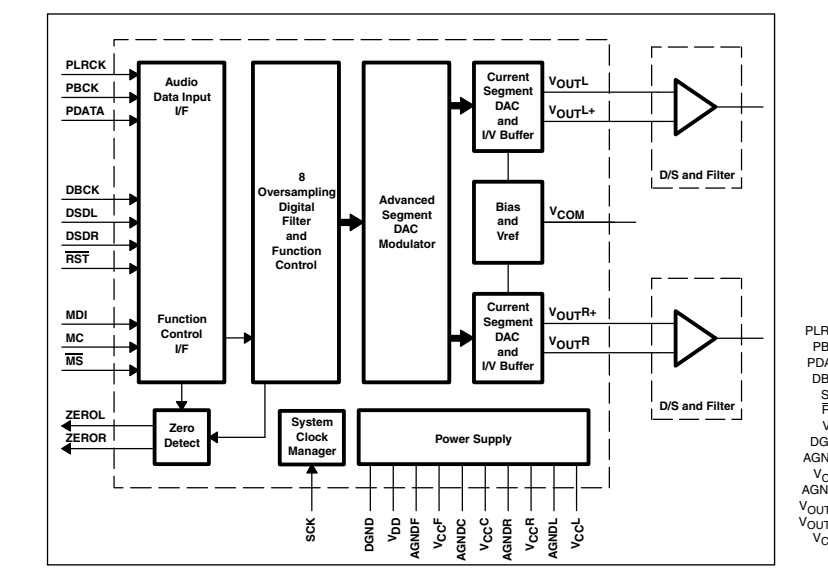 PLRCK
PBCK
PDATA
DBCK
DSDL
DSDR
RST
MDI
MC
MS
ZEROL
ZEROR
Audio
Data Input
I/F
Function
Control
I/F
8
Oversampling
Digital
Filter
and
Function
Control
Advanced
Segment
DAC
Modulator
Current
Segment
DAC
and
I/V Buffer
Bias
and
Vref
Current
Segment
DAC
and
I/V Buffer
VOUTL
VOUTL+
VCOM
VOUTR+
VOUTR
D/S and Filter
D/S and Filter
Zero
Detect
System
Clock
Manager
Power Supply
SCK
DGND
VDD
AGNDF
VCCF
AGNDC
VCCC
AGNDR
VCCR
AGNDL
VCCL